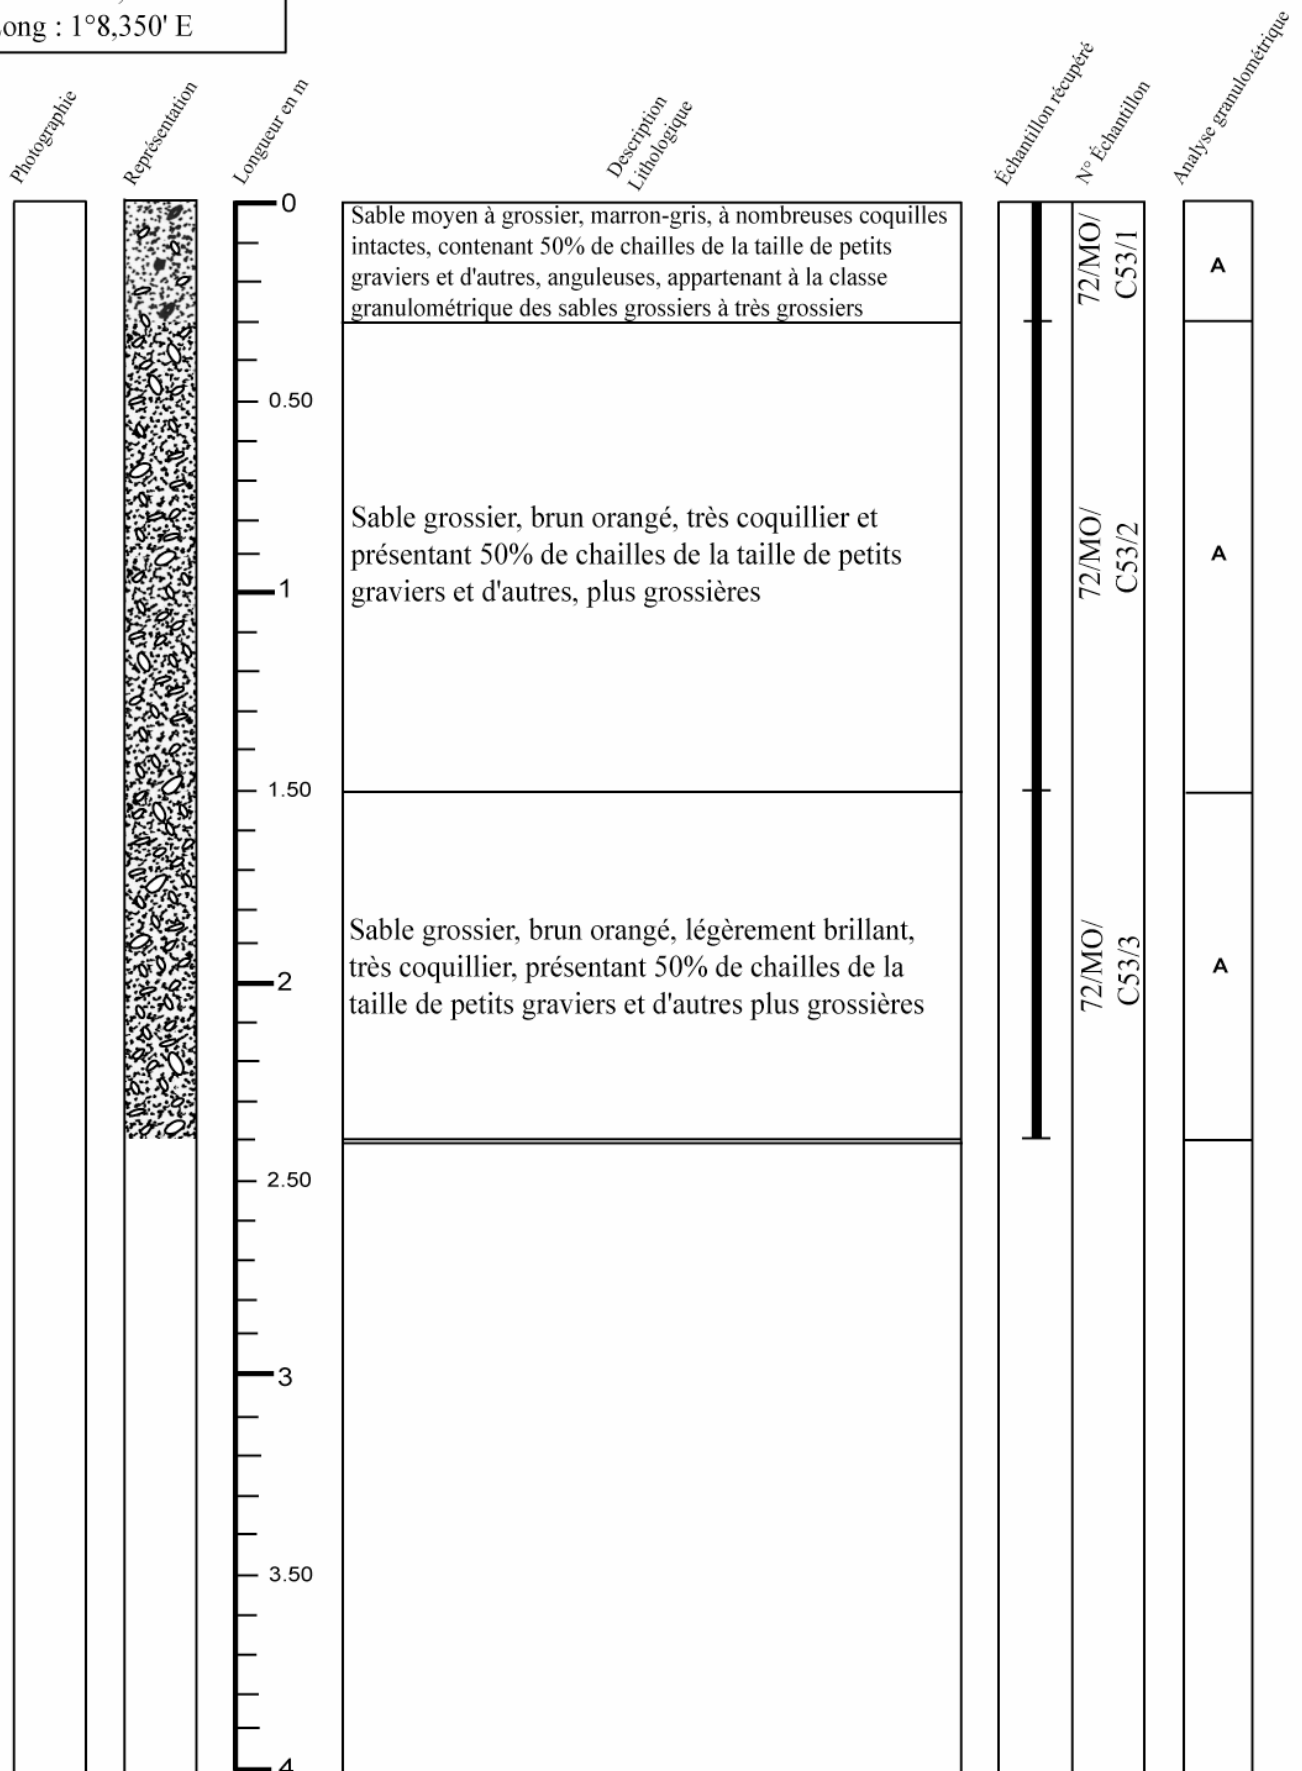 Long : 1°8,350' E
Photographie
Représentation
Longueur en m
Description
Lithologique
Échantillon récupéré
N° Échantillon
Analyse granulométrique
0
Sable moyen à grossier, marron-gris, à nombreuses coquilles
intactes, contenant 50% de chailles de la taille de petits
graviers et d'autres, anguleuses, appartenant à la classe
granulométrique des sables grossiers à très grossiers
72/MO/
C53/1
A
0.50
Sable grossier, brun orangé, très coquillier et
présentant 50% de chailles de la taille de petits
graviers et d'autres, plus grossières
72/MO/
C53/2
A
1
1.50
Sable grossier, brun orangé, légèrement brillant,
très coquillier, présentant 50% de chailles de la
taille de petits graviers et d'autres plus grossières
72/MO/
C53/3
A
2
2.50
3
3.50
4